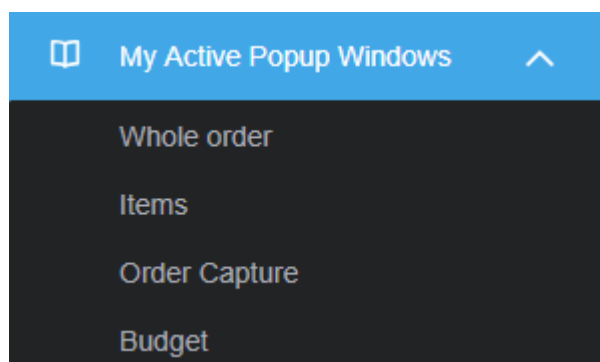 My Active Popup Windows
Whole order
Items
Order Capture
Budget